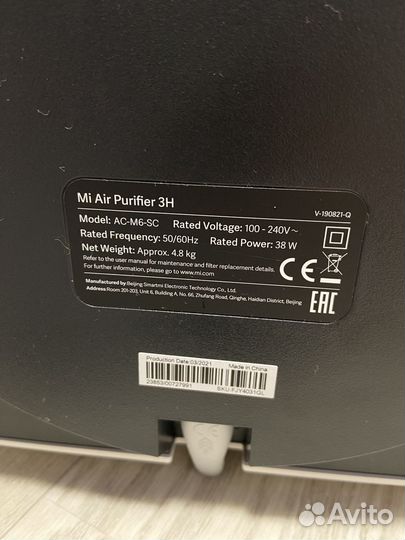 Mi Air Purifier 3H
V-190821-Q
Model: AC-M6-SC Rated Voltage: 100 - 240V~
Rated Frequency: 50/60Hz Rated Power: 38 W
Net Weight: Approx. 4.8 kg
Refer to the user manual for maintenance and filter replacement details.
For further information, please go to www.mi.com
CE EAC
Manufactured by Beijing Smartmi Electronic Technology Co., Ltd.
Address Room 201-203, Unit 6, Building A, No. 66, Zhufang Road, Qinghe, Haidian District, Beijing
Production Date:03/2021 Made in China
23853/00727991
SKU:FJY4031GL
Avito